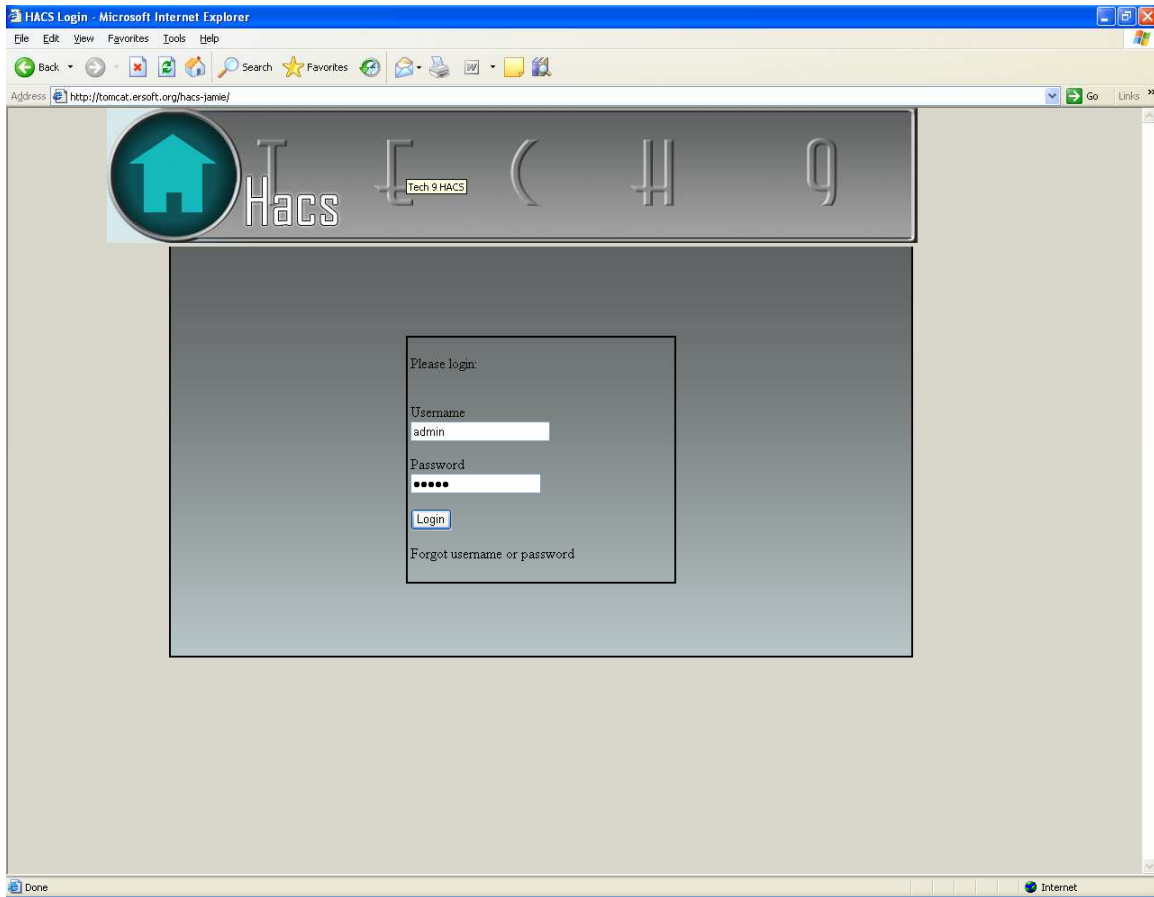 HACS Login - Microsoft Internet Explorer
File Edit View Favorites Tools Help
Back Search Favorites
Address http://tomcat.ersoft.org/hacs-jamie/ Go Links »
T E C H 9
Tech 9 HACS
Hacs
Please login:
Username
admin
Password
●●●●●
Login
Forgot username or password
Done Internet